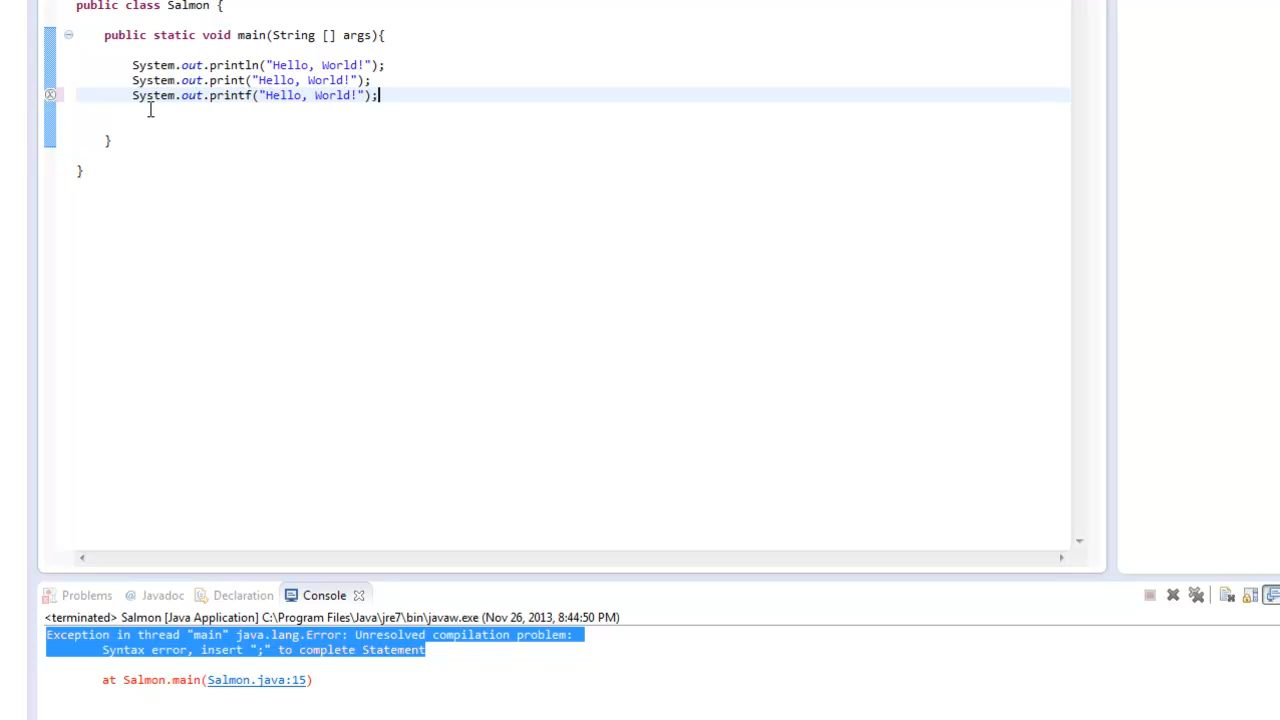 public class Salmon {
public static void main(String [] args){
System.out.println("Hello, World!");
System.out.print("Hello, World!");
System.out.printf("Hello, World!");
}
}
Problems @ Javadoc Declaration Console
<terminated> Salmon [Java Application] C:\Program Files\Java\jre7\bin\javaw.exe (Nov 26, 2013, 8:44:50 PM)
Exception in thread "main" java.lang.Error: Unresolved compilation problem:
Syntax error, insert ";" to complete Statement
at Salmon.main(Salmon.java:15)